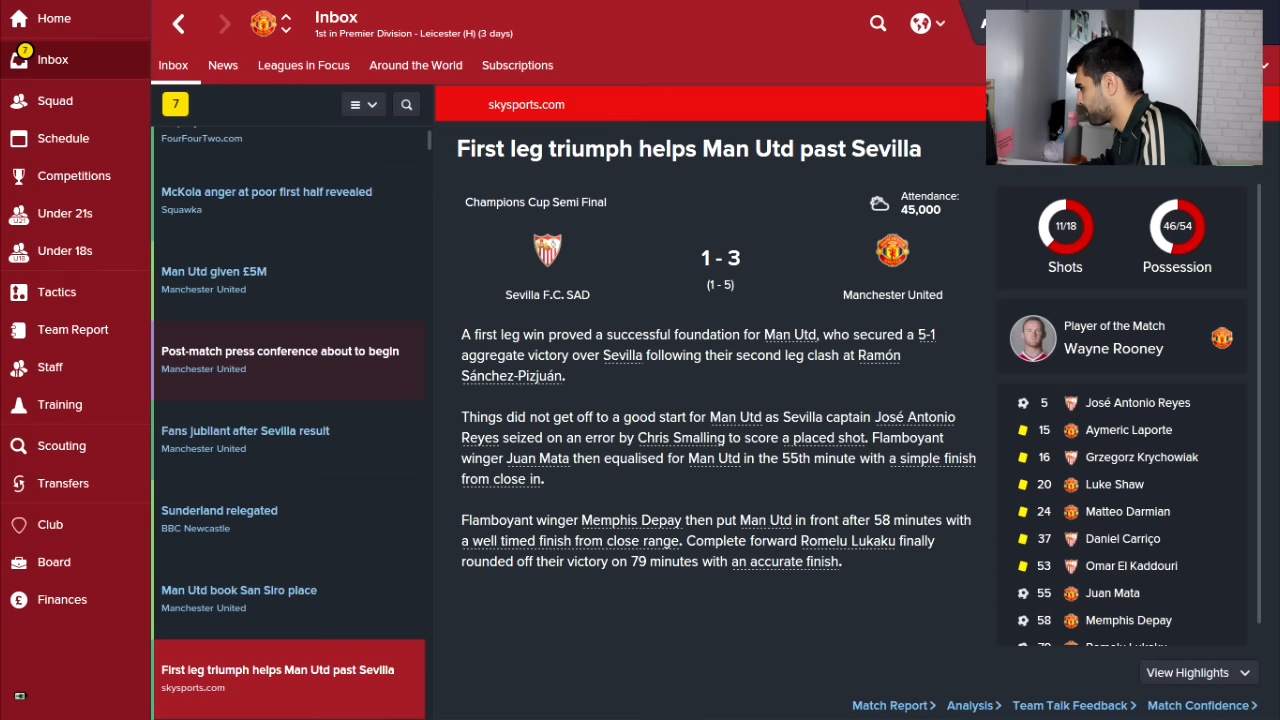 Home
7
Inbox
Squad
Schedule
Competitions
Under 21s
Under 18s
Tactics
Team Report
Staff
Training
Scouting
Transfers
Club
Board
Finances
Inbox
1st in Premier Division - Leicester (H) (3 days)
Inbox
News
Leagues in Focus
Around the World
Subscriptions
7
FourFourTwo.com
McKola anger at poor first half revealed
Squawka
Man Utd given £5M
Manchester United
Post-match press conference about to begin
Manchester United
Fans jubilant after Sevilla result
Manchester United
Sunderland relegated
BBC Newcastle
Man Utd book San Siro place
Manchester United
First leg triumph helps Man Utd past Sevilla
skysports.com
skysports.com
First leg triumph helps Man Utd past Sevilla
Champions Cup Semi Final
Attendance:
45,000
1 - 3
(1 - 5)
Sevilla F.C. SAD
Manchester United
A first leg win proved a successful foundation for Man Utd, who secured a 5-1
aggregate victory over Sevilla following their second leg clash at Ramón
Sánchez-Pizjuán.
Things did not get off to a good start for Man Utd as Sevilla captain José Antonio
Reyes seized on an error by Chris Smalling to score a placed shot. Flamboyant
winger Juan Mata then equalised for Man Utd in the 55th minute with a simple finish
from close in.
Flamboyant winger Memphis Depay then put Man Utd in front after 58 minutes with
a well timed finish from close range. Complete forward Romelu Lukaku finally
rounded off their victory on 79 minutes with an accurate finish.
11/18
Shots
46/54
Possession
Player of the Match
Wayne Rooney
5 José Antonio Reyes
15 Aymeric Laporte
16 Grzegorz Krychowiak
20 Luke Shaw
24 Matteo Darmian
37 Daniel Carriço
53 Omar El Kaddouri
55 Juan Mata
58 Memphis Depay
79 Romelu Lukaku
View Highlights
Match Report>
Analysis>
Team Talk Feedback>
Match Confidence>